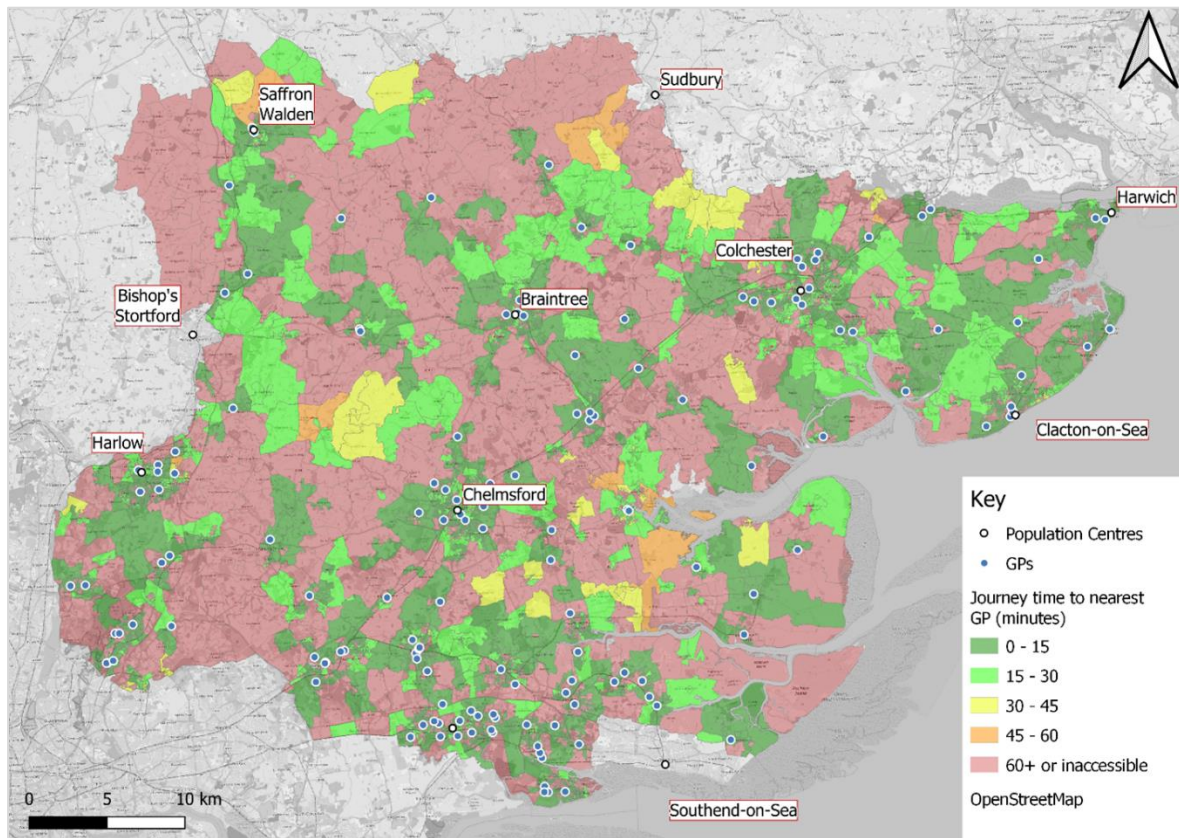 Sudbury
Saffron
Walden
Harwich
Colchester
Bishop's
Stortford
Braintree
Clacton-on-Sea
Harlow
Chelmsford
Key
Population Centres
GPs
Journey time to nearest
GP (minutes)
0 - 15
15 - 30
30 - 45
45 - 60
60+ or inaccessible
OpenStreetMap
0 5 10 km
Southend-on-Sea